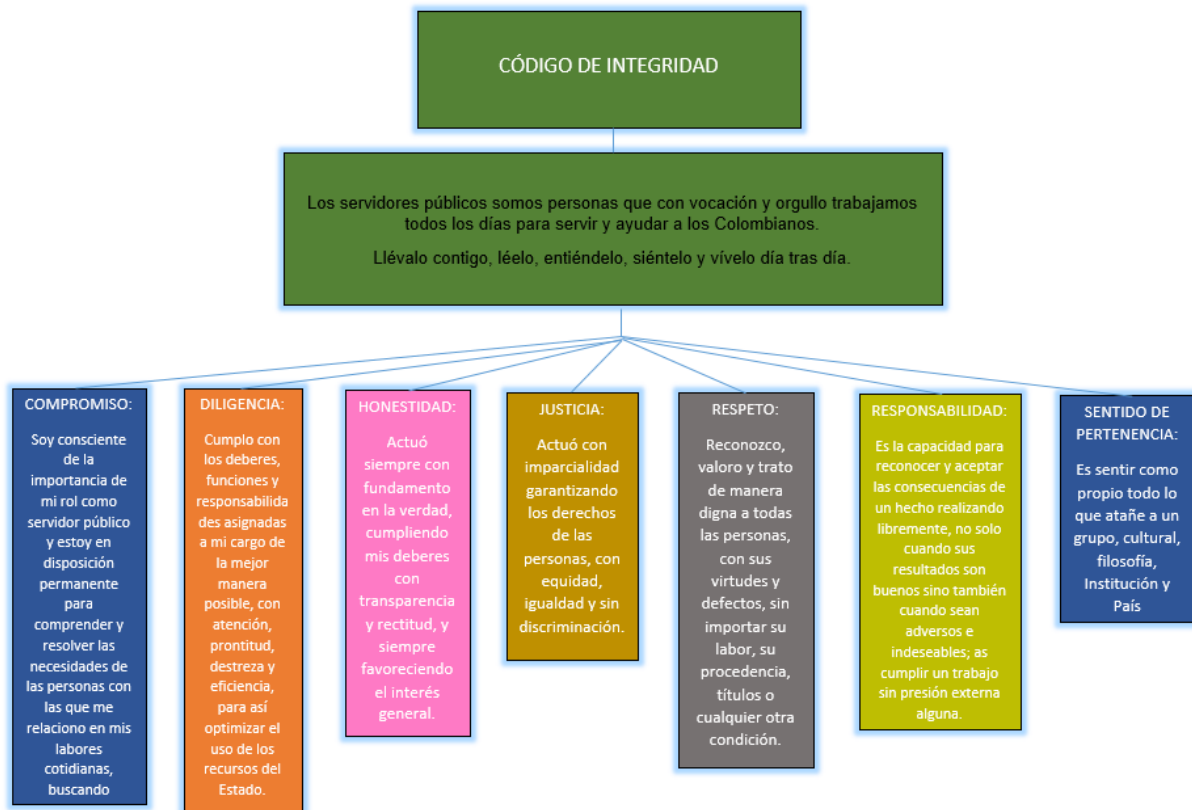 CÓDIGO DE INTEGRIDAD
Los servidores públicos somos personas que con vocación y orgullo trabajamos
todos los días para servir y ayudar a los Colombianos.
Llévalo contigo, léelo, entiéndelo, siéntelo y vívelo día tras día.
COMPROMISO:
Soy consciente
de la
importancia de
mi rol como
servidor público
y estoy en
disposición
permanente
para
comprender y
resolver las
necesidades de
las personas con
las que me
relaciono en mis
labores
cotidianas,
buscando
DILIGENCIA:
Cumplo con
los deberes,
funciones y
responsabilida
des asignadas
a mi cargo de
la mejor
manera
posible, con
atención,
prontitud,
destreza y
eficiencia,
para así
optimizar el
uso de los
recursos del
Estado.
HONESTIDAD:
Actuó
siempre con
fundamento
en la verdad,
cumpliendo
mis deberes
con
transparencia
y rectitud, y
siempre
favoreciendo
el interés
general.
JUSTICIA:
Actuó con
imparcialidad
garantizando
los derechos
de las
personas, con
equidad,
igualdad y sin
discriminación.
RESPETO:
Reconozco,
valoro y trato
de manera
digna a todas
las personas,
con sus
virtudes y
defectos, sin
importar su
labor, su
procedencia,
títulos o
cualquier otra
condición.
RESPONSABILIDAD:
Es la capacidad para
reconocer y aceptar
las consecuencias de
un hecho realizando
libremente, no solo
cuando sus
resultados son
buenos sino también
cuando sean
adversos e
indeseables; as
cumplir un trabajo
sin presión externa
alguna.
SENTIDO DE
PERTENENCIA:
Es sentir como
propio todo lo
que atañe a un
grupo, cultural,
filosofía,
Institución y
País